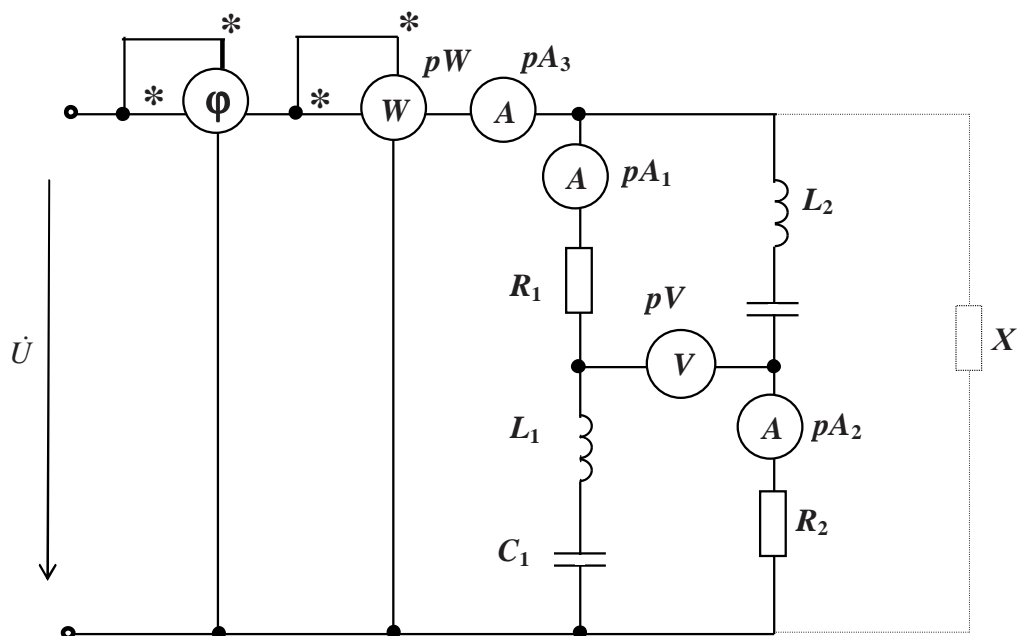 *
*
pW
pA₃
φ
*
*
W
A
A
pA₁
L₂
R₁
pV
U̇
V
X
L₁
A
pA₂
C₁
R₂